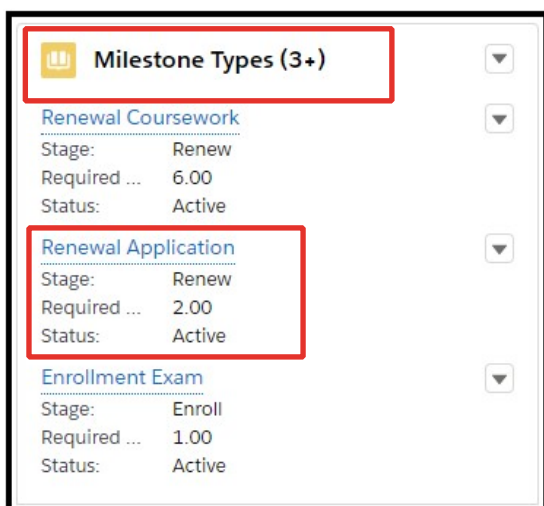 Milestone Types (3+)
Renewal Coursework
Stage: Renew
Required ... 6.00
Status: Active
Renewal Application
Stage: Renew
Required ... 2.00
Status: Active
Enrollment Exam
Stage: Enroll
Required ... 1.00
Status: Active